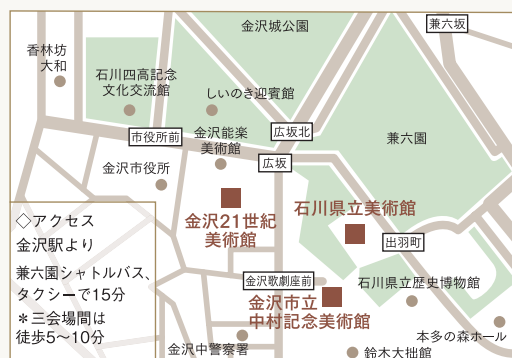 金沢城公園
兼六坂
香林坊
大和
石川四高記念
文化交流館
しいのき迎賓館
市役所前
金沢能楽
美術館
広坂北
兼六園
広坂
金沢市役所
金沢21世紀
美術館
石川県立美術館
出羽町
◇アクセス
金沢駅より
兼六園シャトルバス、
タクシーで15分
＊三会場間は
徒歩5〜10分
金沢歌劇座前
石川県立歴史博物館
金沢市立
中村記念美術館
本多の森ホール
金沢中警察署
鈴木大拙館